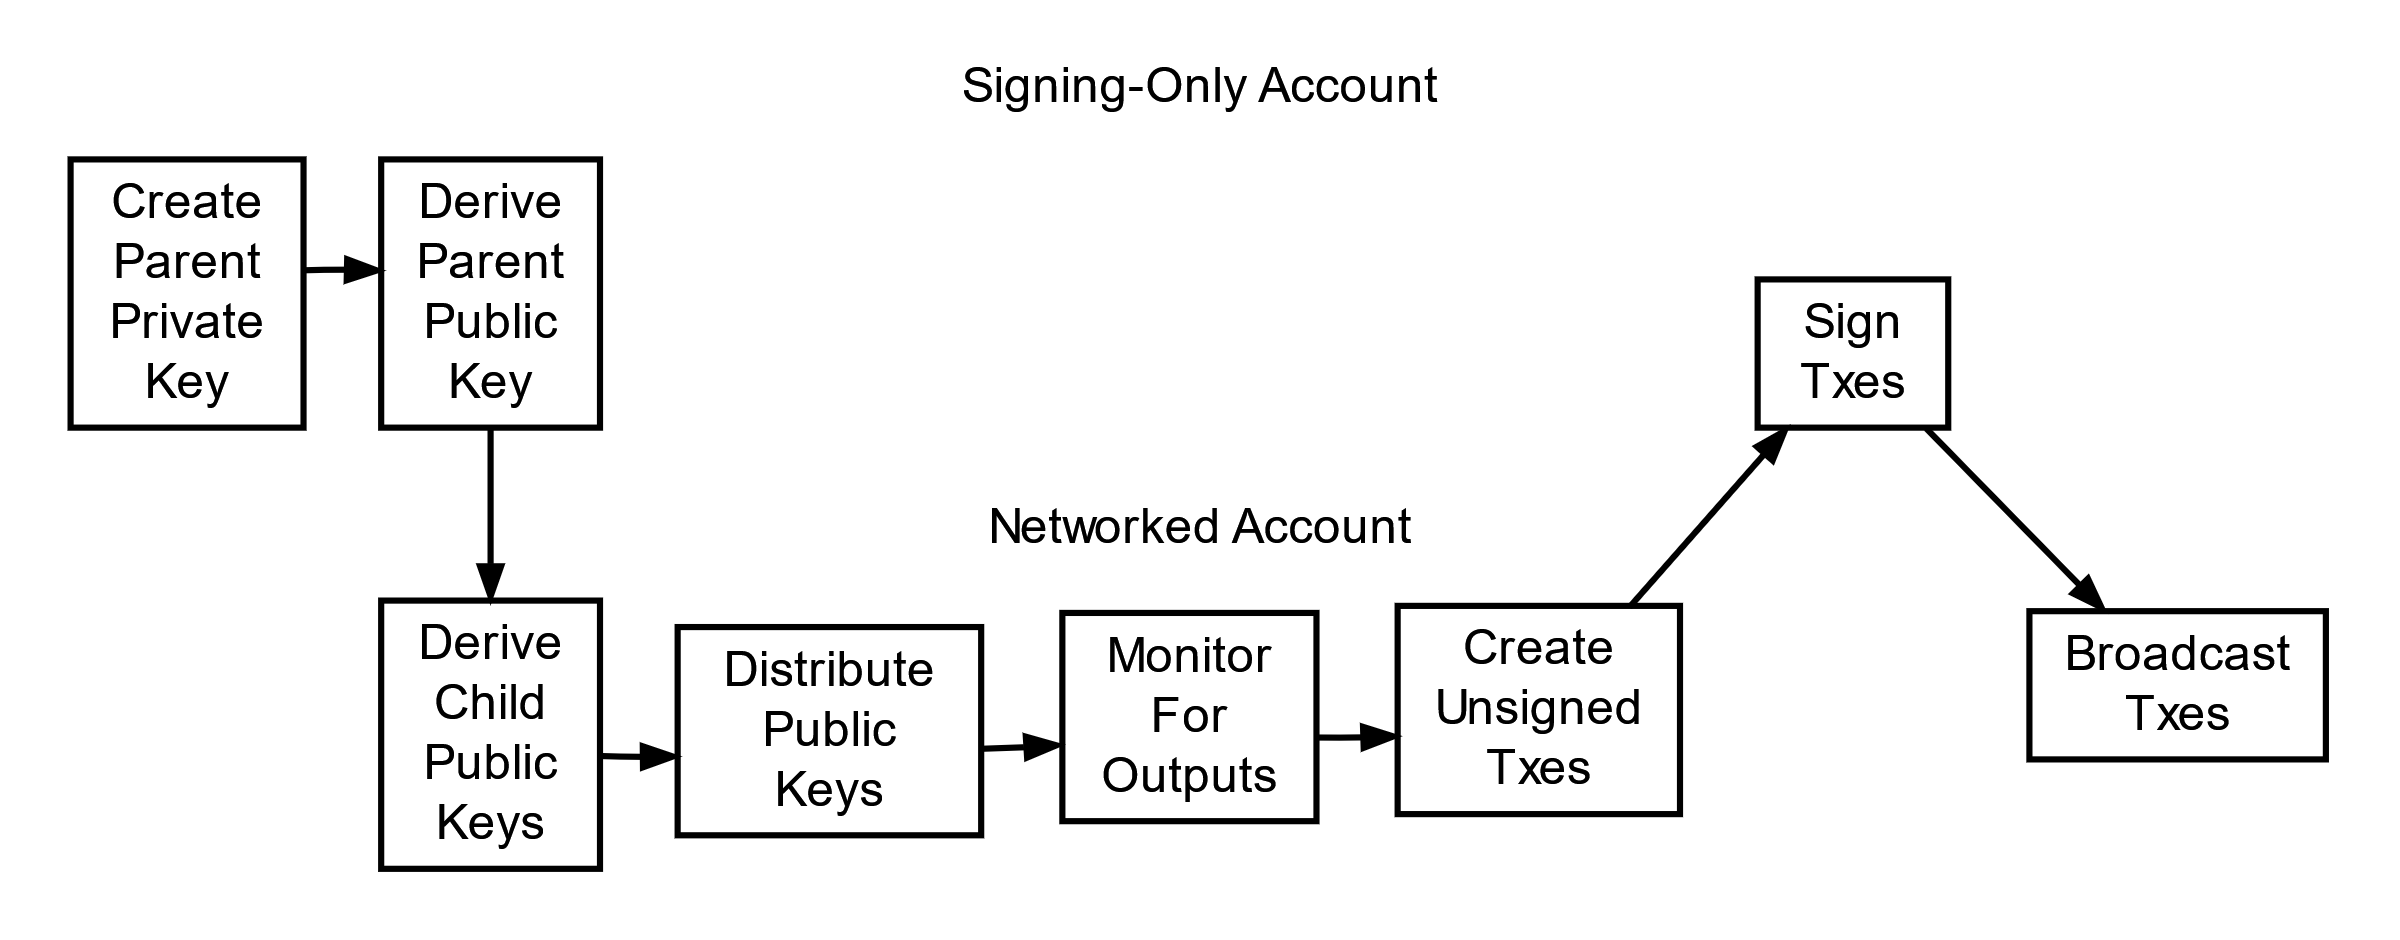 Signing-Only Account
Create
Parent
Private
Key
Derive
Parent
Public
Key
Sign
Txes
Networked Account
Derive
Child
Public
Keys
Distribute
Public
Keys
Monitor
For
Outputs
Create
Unsigned
Txes
Broadcast
Txes